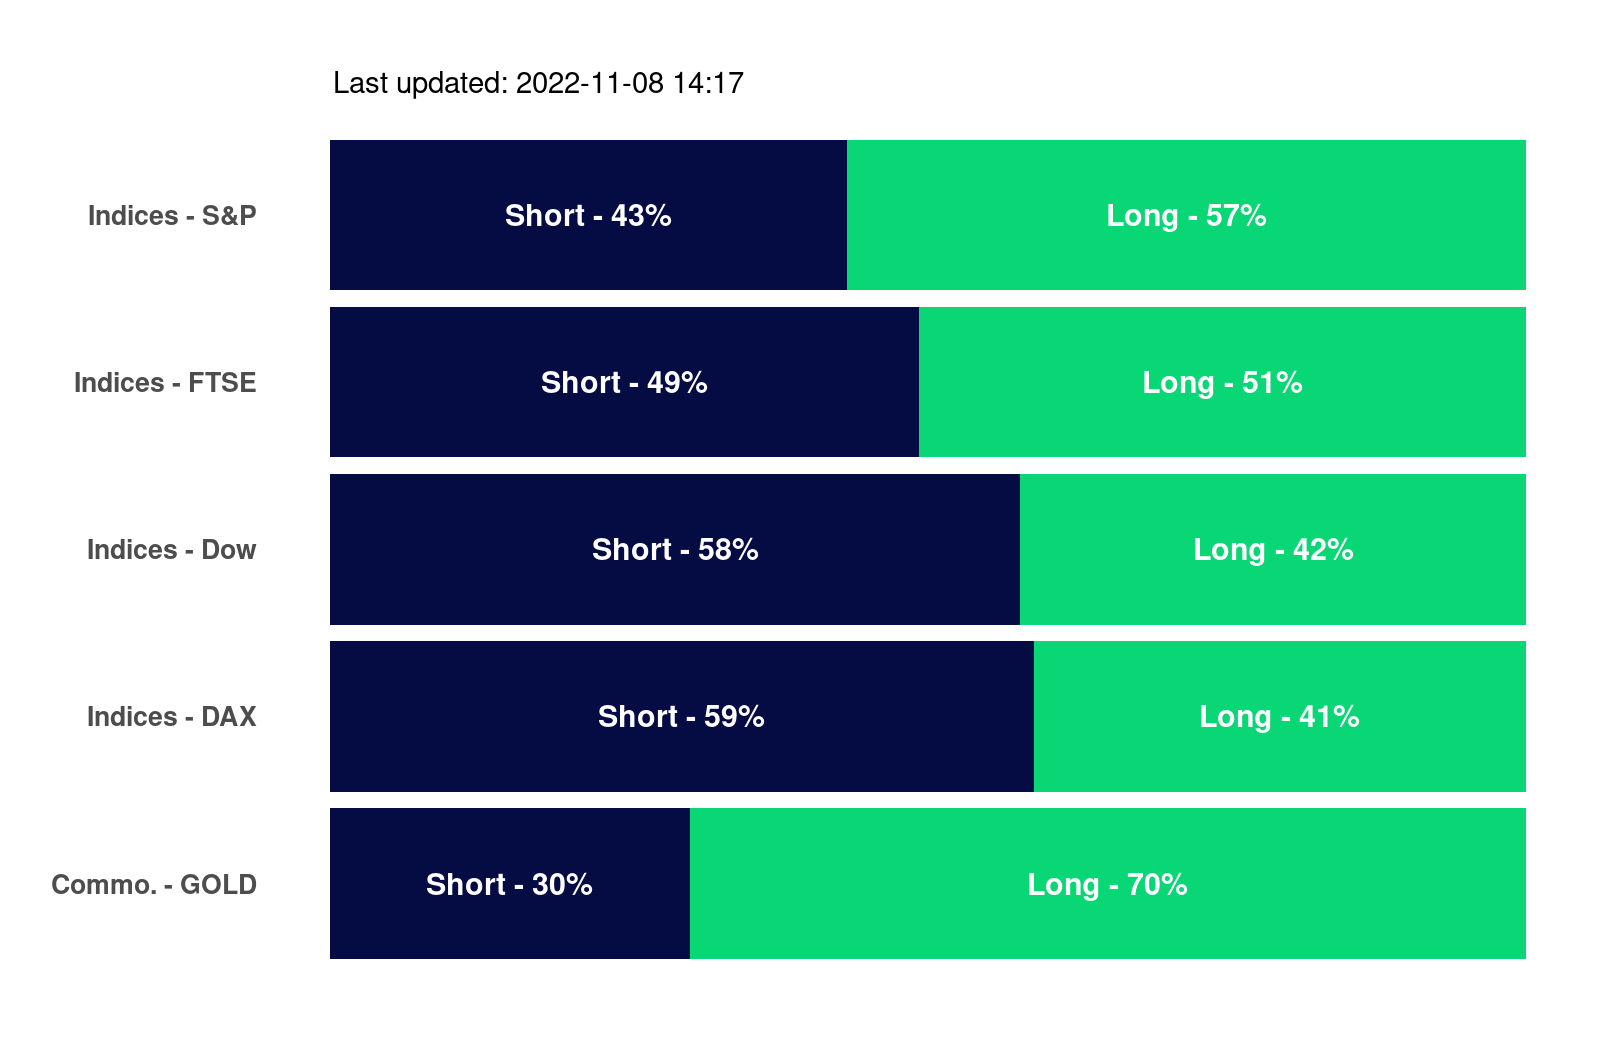 Last updated: 2022-11-08 14:17
Indices - S&P Short - 43% Long - 57%
Indices - FTSE Short - 49% Long - 51%
Indices - Dow Short - 58% Long - 42%
Indices - DAX Short - 59% Long - 41%
Commo. - GOLD Short - 30% Long - 70%